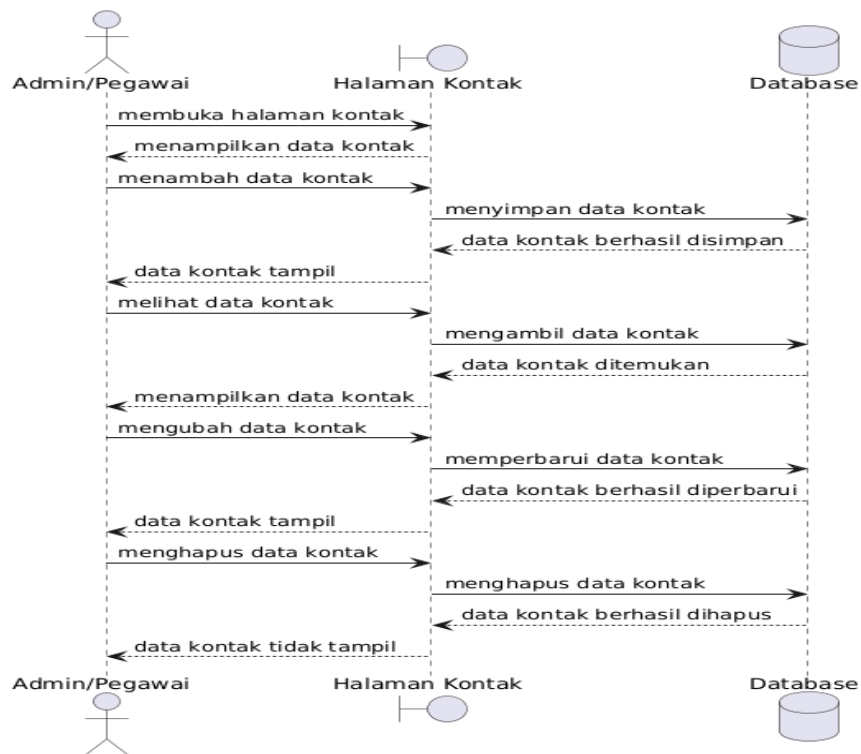 Admin/Pegawai
Halaman Kontak
Database
membuka halaman kontak
menampilkan data kontak
menambah data kontak
menyimpan data kontak
data kontak berhasil disimpan
data kontak tampil
melihat data kontak
mengambil data kontak
data kontak ditemukan
menampilkan data kontak
mengubah data kontak
memperbarui data kontak
data kontak berhasil diperbarui
data kontak tampil
menghapus data kontak
menghapus data kontak
data kontak berhasil dihapus
data kontak tidak tampil
Admin/Pegawai
Halaman Kontak
Database